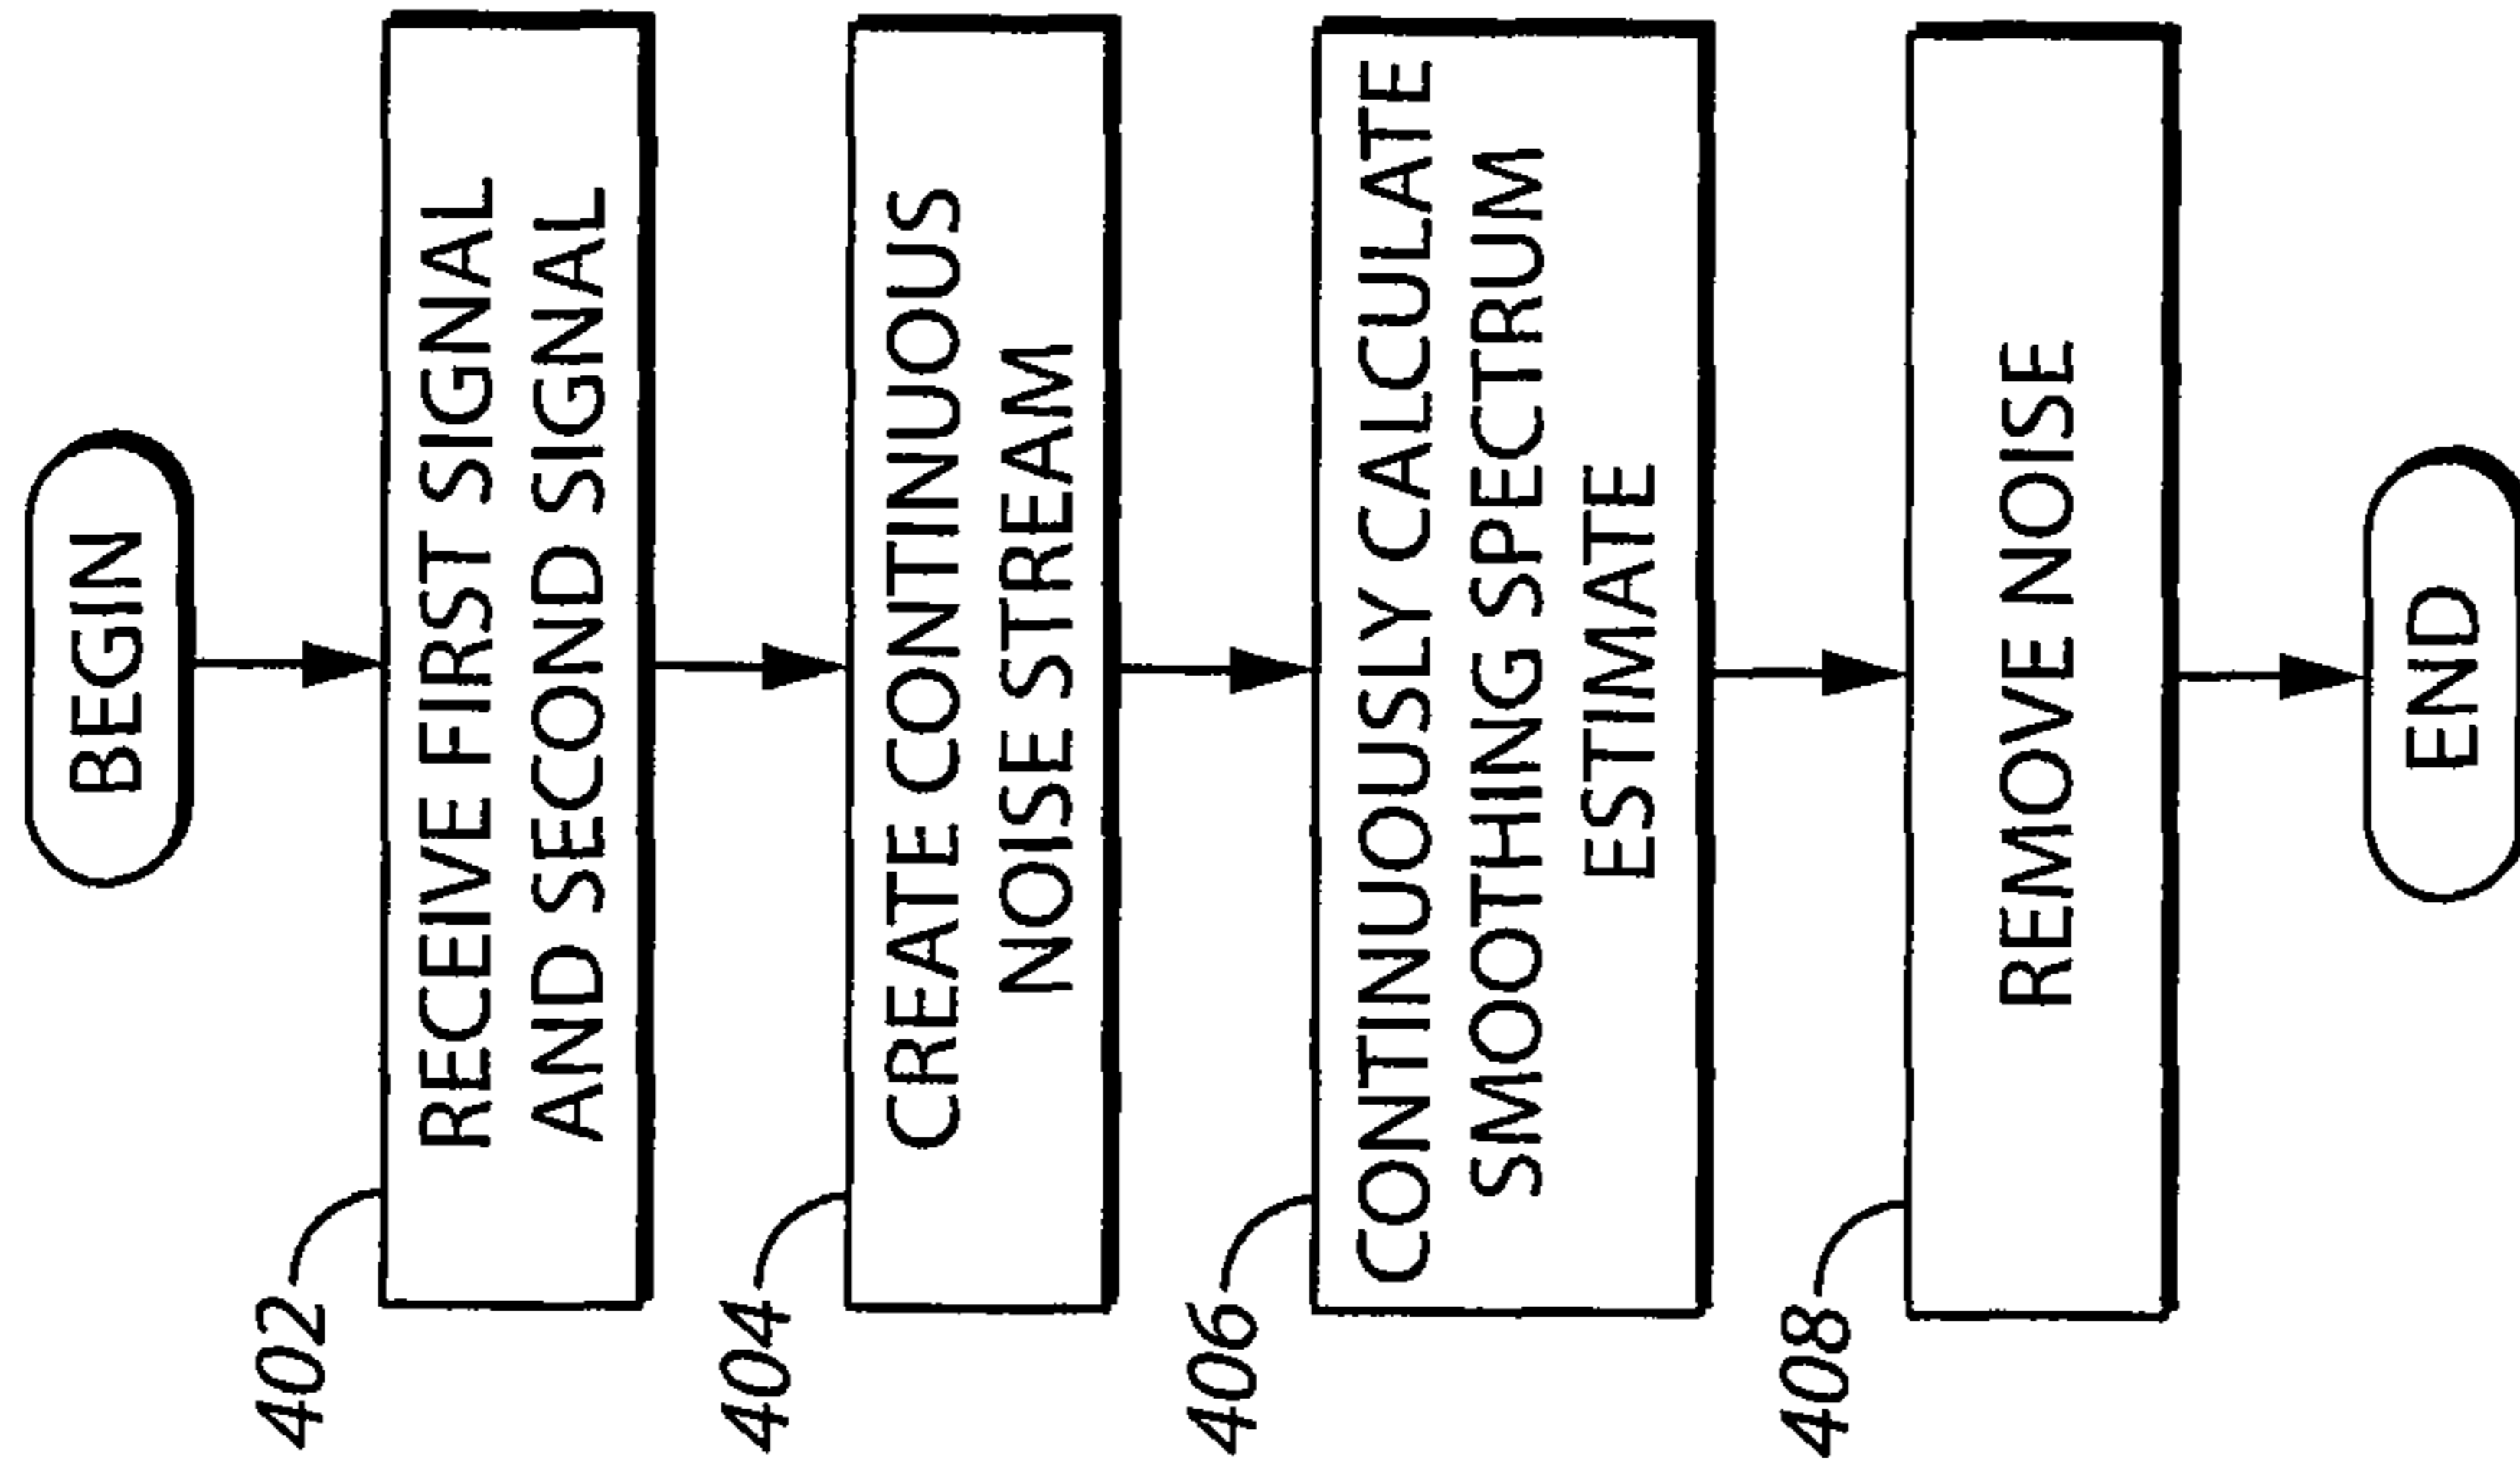 BEGIN
402
RECEIVE FIRST SIGNAL
AND SECOND SIGNAL
404
CREATE CONTINUOUS
NOISE STREAM
406
CONTINUOUSLY CALCULATE
SMOOTHING SPECTRUM
ESTIMATE
408
REMOVE NOISE
END